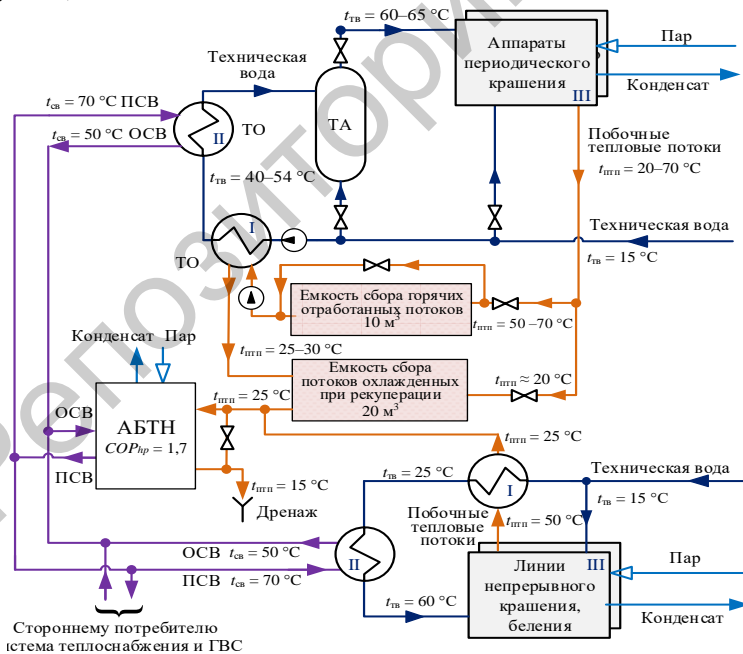 t_тв = 60–65 °C
Аппараты
периодического
крашения
III
Пар
Конденсат
Техническая
вода
ТА
t_св = 70 °C ПСВ
II
ТО
t_св = 50 °C ОСВ
Побочные
тепловые потоки
t_птп = 20–70 °C
t_тв = 40–54 °C
I
ТО
Техническая вода
t_тв = 15 °C
Емкость сбора горячих
отработанных потоков
10 м³
t_птп = 50 –70°C
Конденсат Пар
t_птп = 25–30 °C
Емкость сбора
потоков охлажденных
при рекуперации
20 м³
t_птп ≈ 20 °C
t_птп = 25 °C
АБТН
COP_hp = 1,7
ОСВ
ПСВ
t_птп = 15 °C
Дренаж
t_птп = 25 °C
t_тв = 25 °C
I
Техническая вода
t_тв = 15 °C
Побочные
тепловые
потоки
t_птп = 50 °C
II
ОСВ t_св = 50 °C
ПСВ t_св = 70 °C
Линии
непрерывного
крашения,
беления
III
Пар
Конденсат
t_тв = 60 °C
Стороннему потребителю
истема теплоснабжения и ГВС
Репозитори